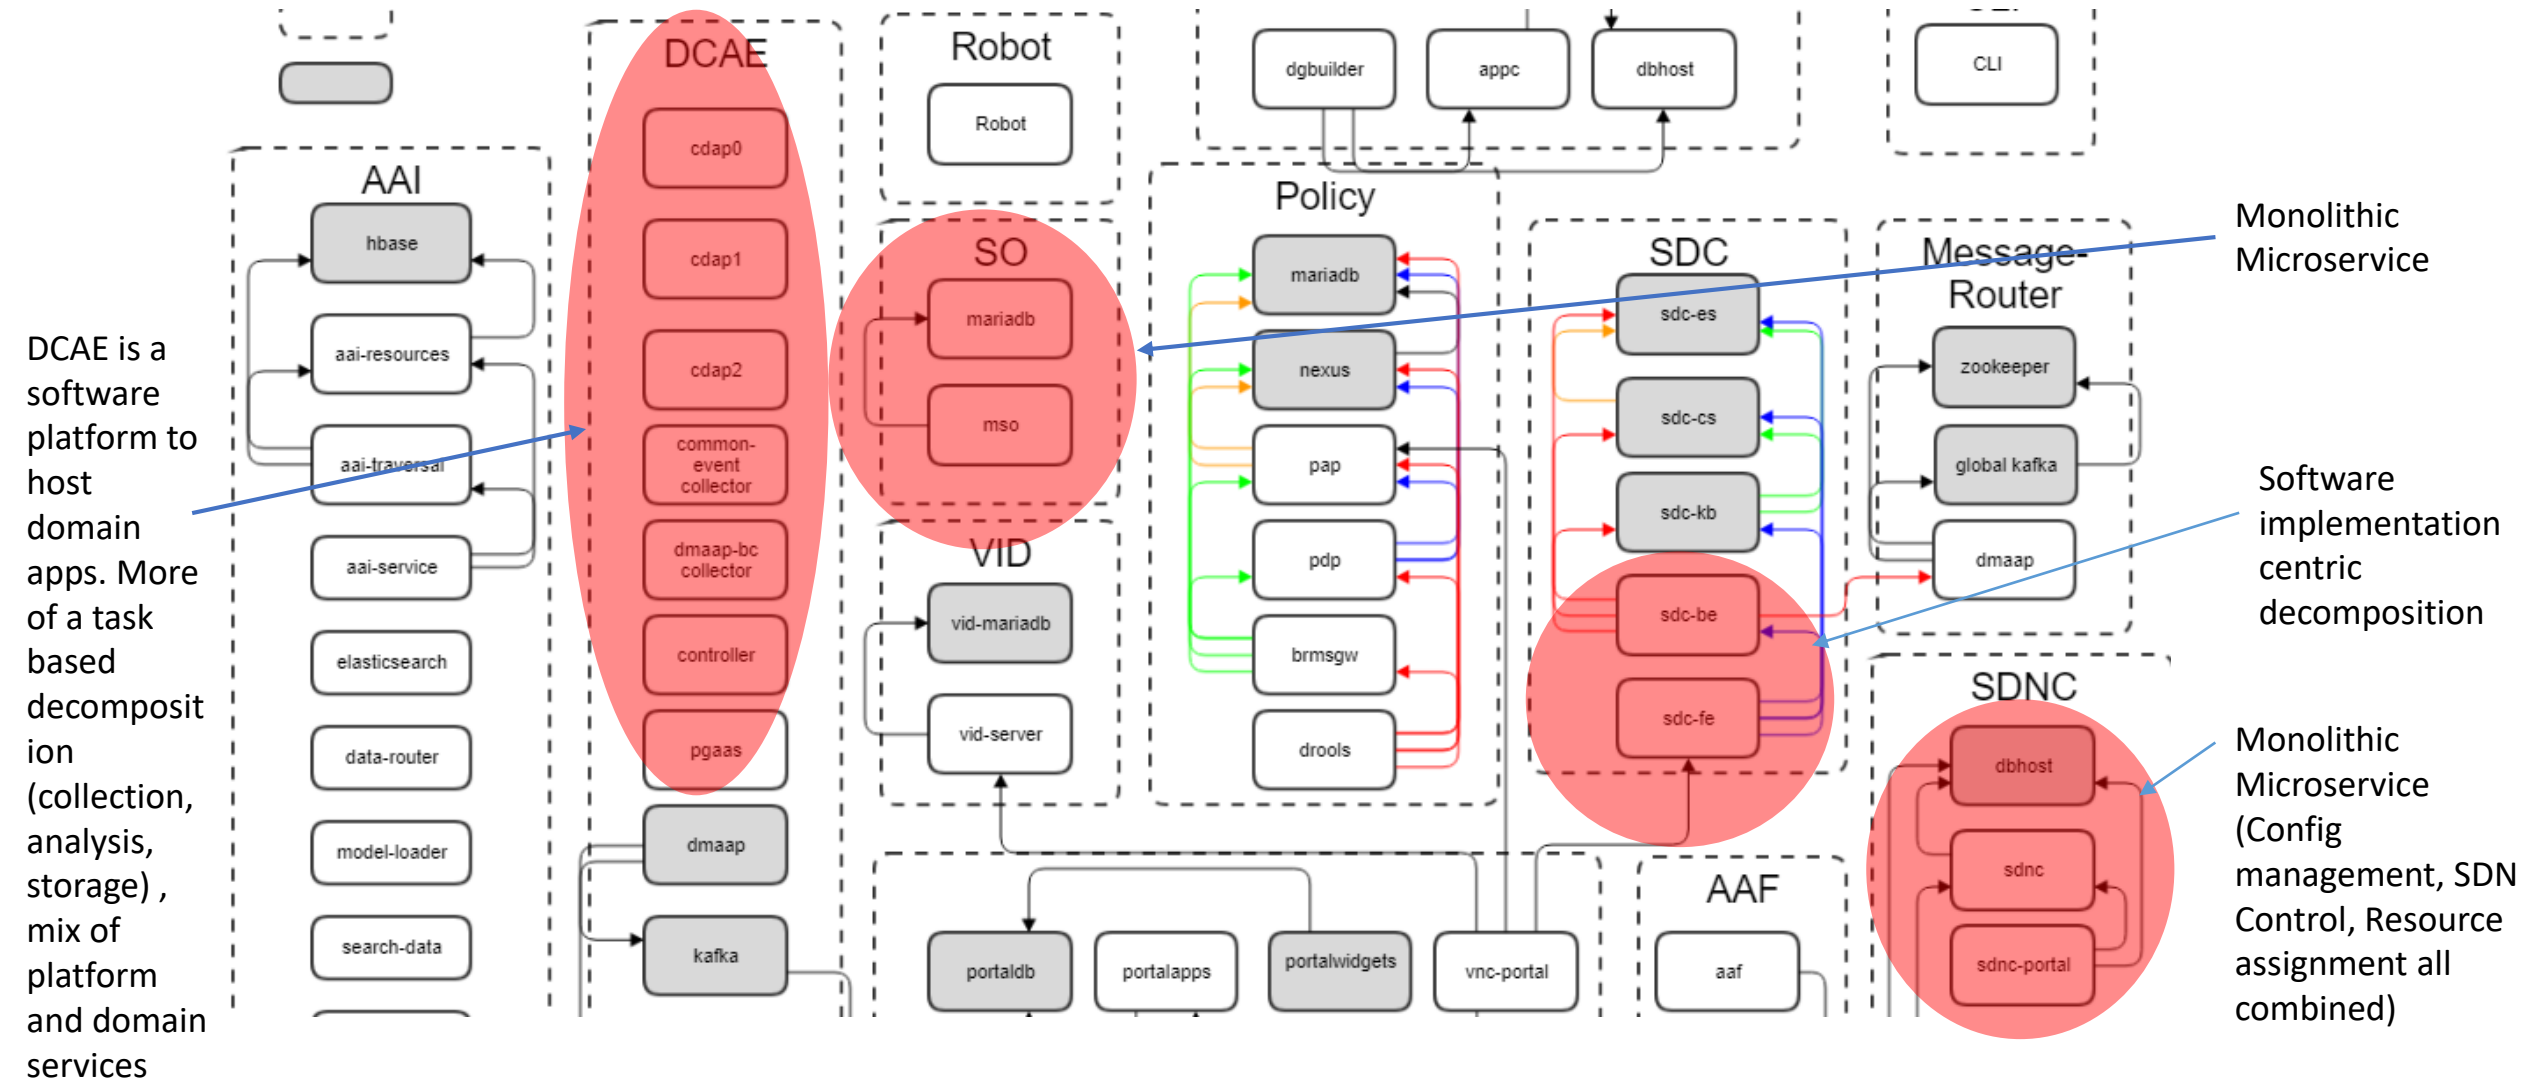 DCAE is a
software
platform to
host
domain
apps. More
of a task
based
decomposit
ion
(collection,
analysis,
storage) ,
mix of
platform
and domain
services
AAI
hbase
aai-resources
aai-traversal
aai-service
elasticsearch
data-router
model-loader
search-data
DCAE
cdap0
cdap1
cdap2
common-
event
collector
dmaap-bc
collector
controller
pgaas
dmaap
kafka
Robot
Robot
SO
mariadb
mso
VID
vid-mariadb
vid-server
dgbuilder
appc
dbhost
Policy
mariadb
nexus
pap
pdp
brmsgw
drools
portaldb
portalapps
portalwidgets
vnc-portal
SDC
sdc-es
sdc-cs
sdc-kb
sdc-be
sdc-fe
AAF
aaf
CLI
Message-
Router
zookeeper
global kafka
dmaap
SDNC
dbhost
sdnc
sdnc-portal
Monolithic
Microservice
Software
implementation
centric
decomposition
Monolithic
Microservice
(Config
management, SDN
Control, Resource
assignment all
combined)